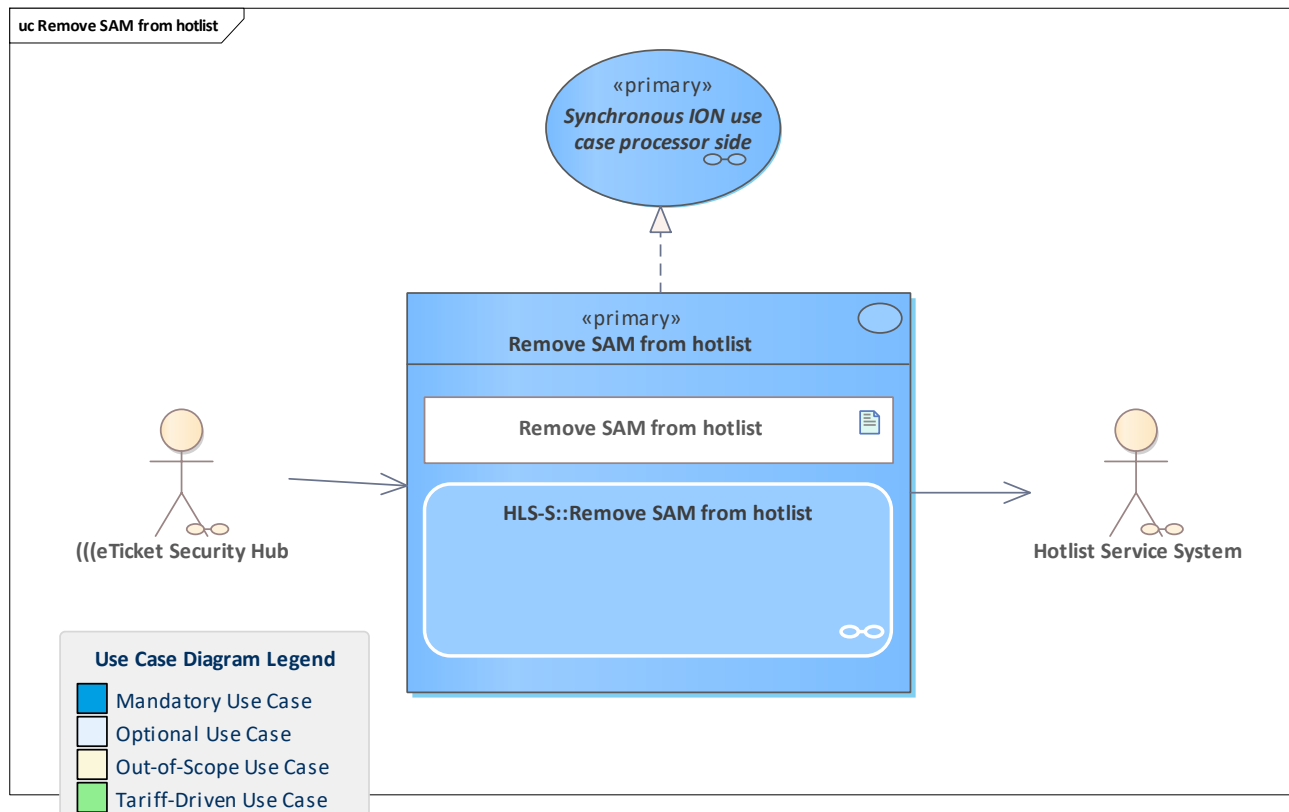 uc Remove SAM from hotlist
«primary»
Synchronous ION use
case processor side
«primary»
Remove SAM from hotlist
Remove SAM from hotlist
HLS-S::Remove SAM from hotlist
(((eTicket Security Hub
Hotlist Service System
Use Case Diagram Legend
Mandatory Use Case
Optional Use Case
Out-of-Scope Use Case
Tariff-Driven Use Case